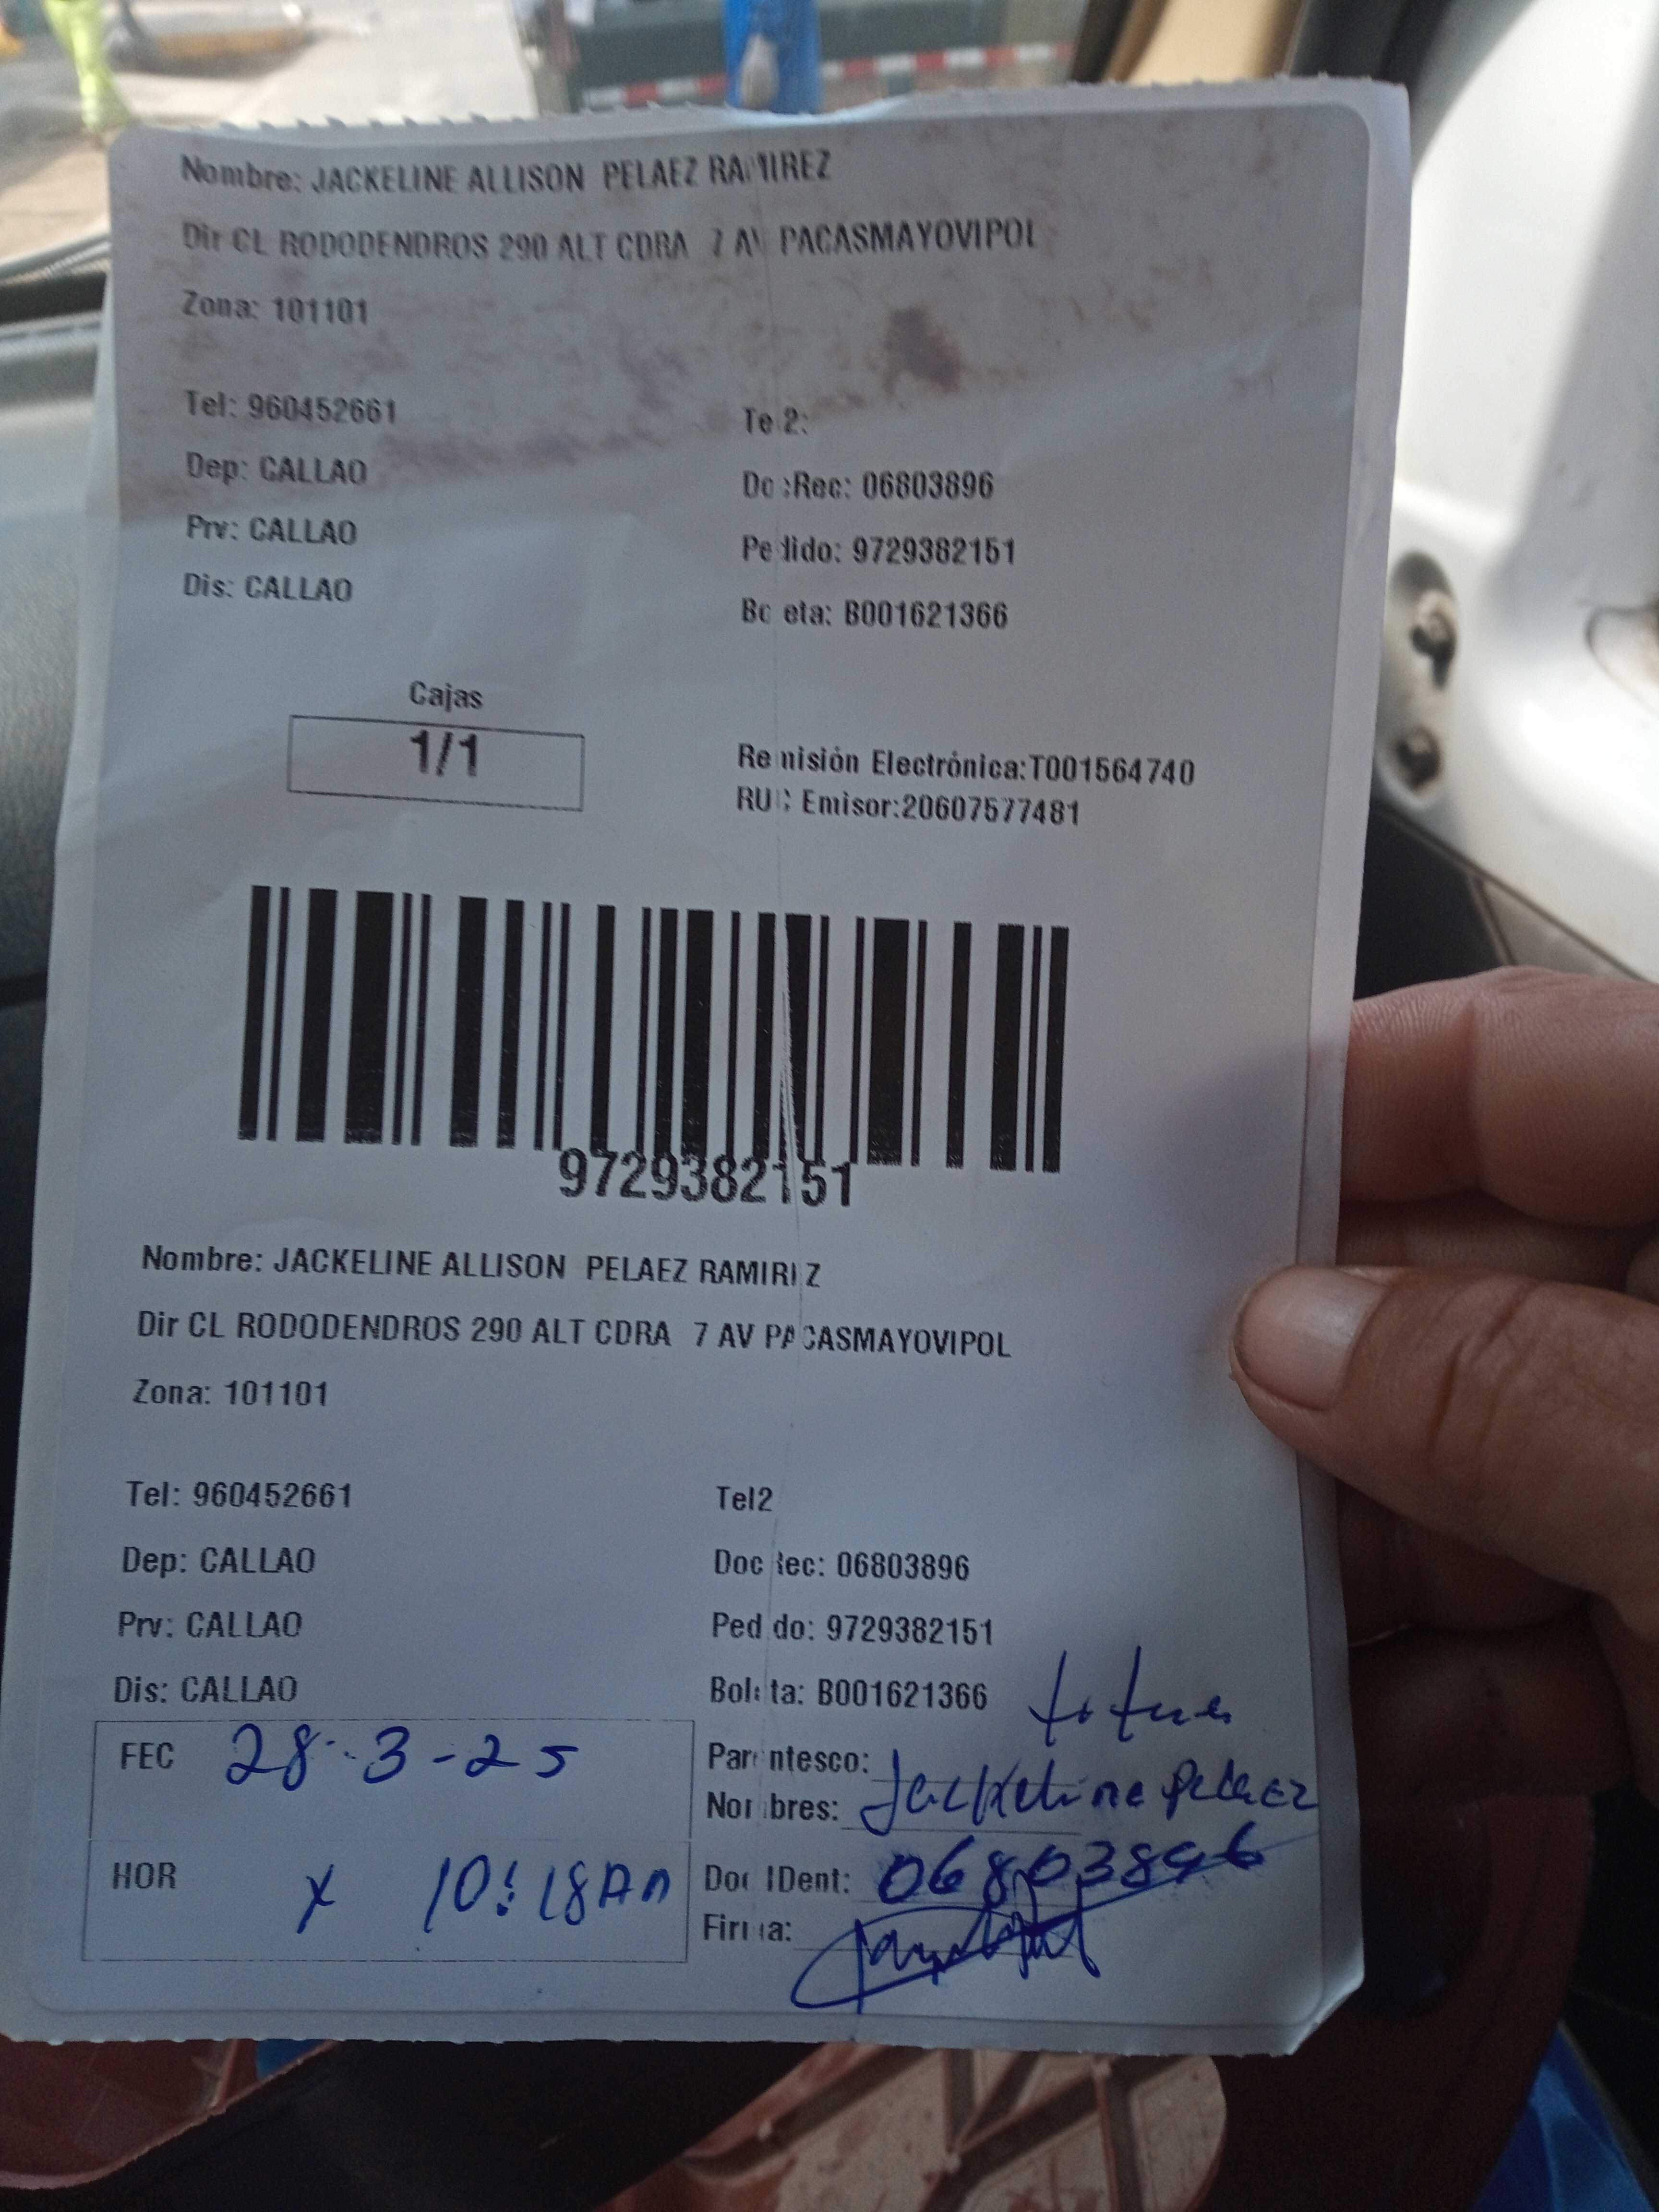 Nombre: JACKELINE ALLISON PELAEZ RAMIREZ
Dir CL RODODENDROS 290 ALT CDRA 7 AV PACASMAYOVIPOL
Zona: 101101
Tel: 960452661
Te 2:
Dep: CALLAO
Doc Rec: 06803896
Prv: CALLAO
Pedido: 9729382151
Dis: CALLAO
Boleta: B001621366
Cajas
1/1
Remisión Electrónica:T001564740
RUC Emisor:20607577481
9729382151
Nombre: JACKELINE ALLISON PELAEZ RAMIREZ
Dir CL RODODENDROS 290 ALT CDRA 7 AV PACASMAYOVIPOL
Zona: 101101
Tel: 960452661
Tel2
Dep: CALLAO
Doc Rec: 06803896
Prv: CALLAO
Pedido: 9729382151
Dis: CALLAO
Boleta: B001621366
FEC 28-3-25
Parentesco:
Nombres: Jackeline Pelaez
HOR x 10:18 Am
Doc IDent: 06803896
Firma: